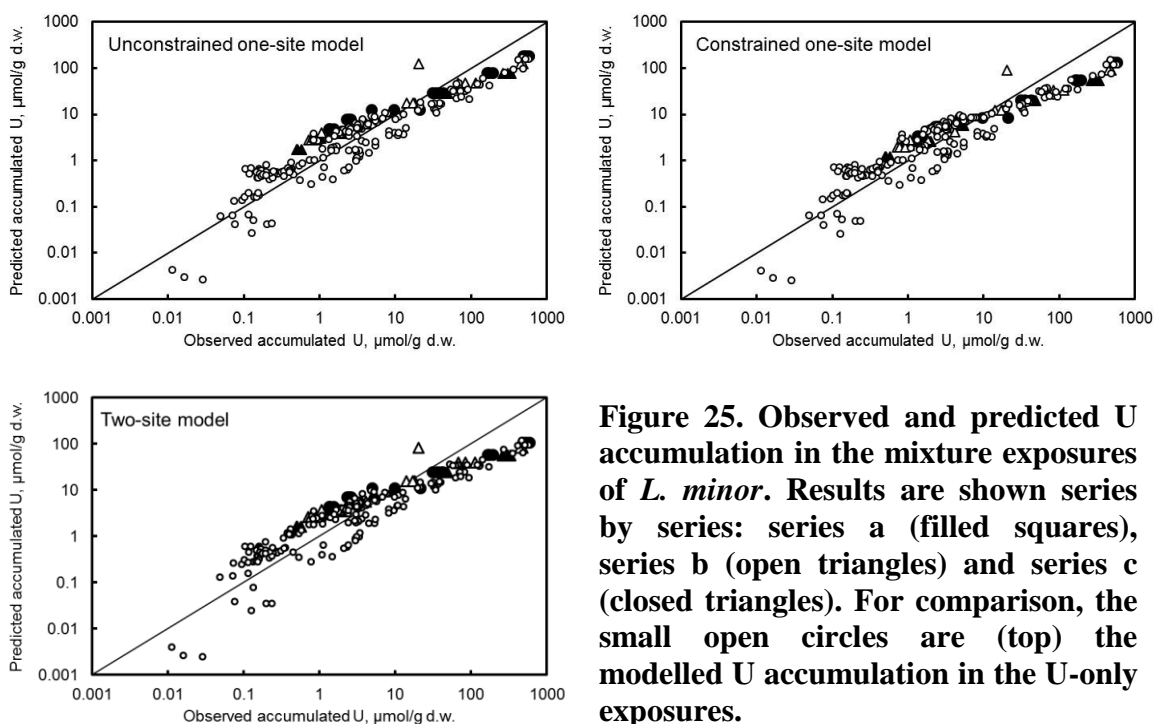 Unconstrained one-site model
Predicted accumulated U, µmol/g d.w.
1000
100
10
1
0.1
0.01
0.001
0.001 0.01 0.1 1 10 100 1000
Observed accumulated U, µmol/g d.w.
Constrained one-site model
Predicted accumulated U, µmol/g d.w.
1000
100
10
1
0.1
0.01
0.001
0.001 0.01 0.1 1 10 100 1000
Observed accumulated U, µmol/g d.w.
Two-site model
Predicted accumulated U, µmol/g d.w.
1000
100
10
1
0.1
0.01
0.001
0.001 0.01 0.1 1 10 100 1000
Observed accumulated U, µmol/g d.w.
Figure 25. Observed and predicted U
accumulation in the mixture exposures
of L. minor. Results are shown series
by series: series a (filled squares),
series b (open triangles) and series c
(closed triangles). For comparison, the
small open circles are (top) the
modelled U accumulation in the U-only
exposures.